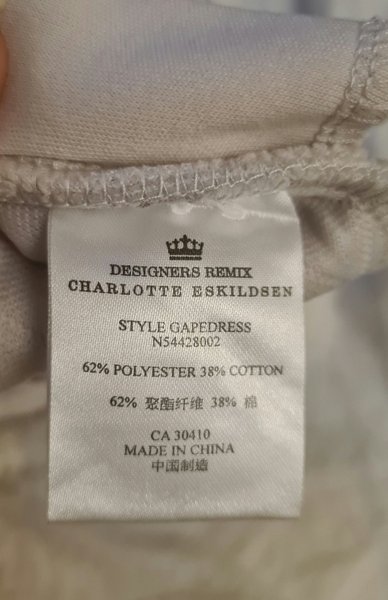 DESIGNERS REMIX
CHARLOTTE ESKILDSEN
STYLE GAPEDRESS
N54428002
62% POLYESTER 38% COTTON
62% 聚酯纤维 38% 棉
CA 30410
MADE IN CHINA
中国制造